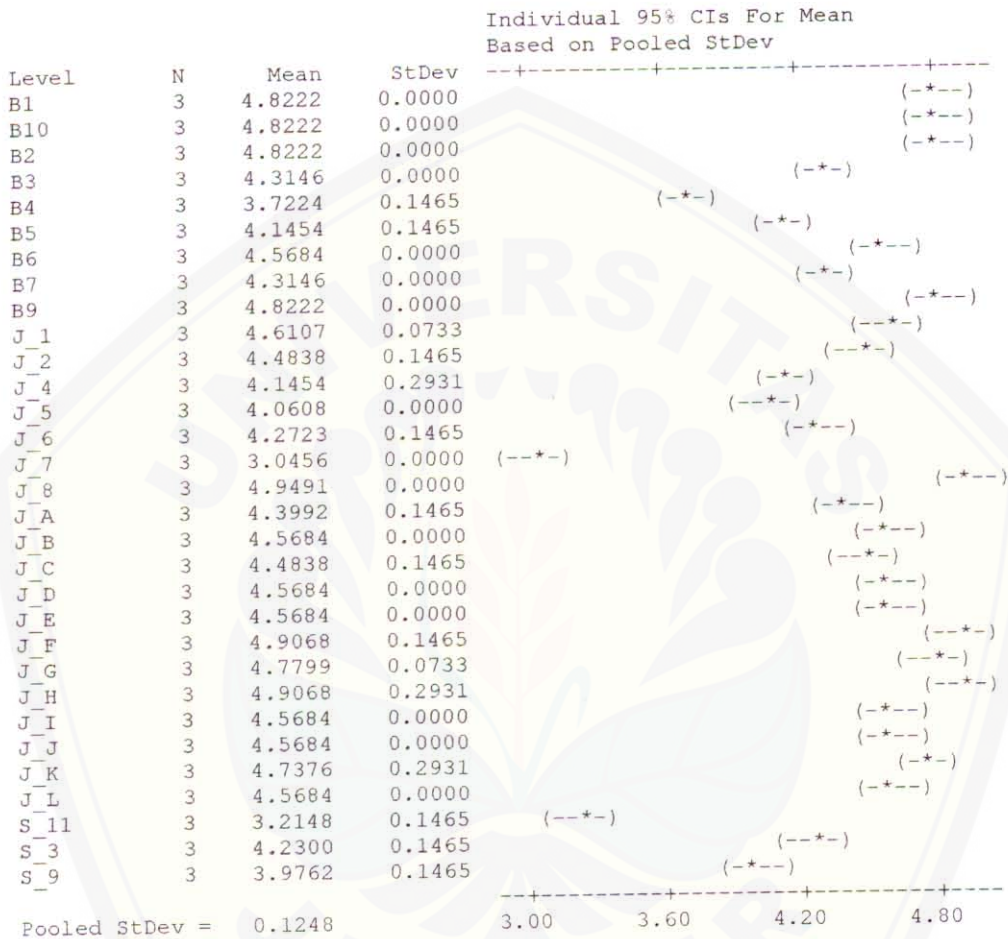 Individual 95% CIs For Mean
Based on Pooled StDev
Level N Mean StDev --+---------+---------+---------+----
B1 3 4.8222 0.0000 (-*--)
B10 3 4.8222 0.0000 (-*--)
B2 3 4.8222 0.0000 (-*--)
B3 3 4.3146 0.0000 (-*-)
B4 3 3.7224 0.1465 (-*-)
B5 3 4.1454 0.1465 (-*-)
B6 3 4.5684 0.0000 (-*--)
B7 3 4.3146 0.0000 (-*-)
B9 3 4.8222 0.0000 (-*--)
J_1 3 4.6107 0.0733 (--*-)
J_2 3 4.4838 0.1465 (--*-)
J_4 3 4.1454 0.2931 (-*-)
J_5 3 4.0608 0.0000 (--*-)
J_6 3 4.2723 0.1465 (-*--)
J_7 3 3.0456 0.0000 (--*-)
J_8 3 4.9491 0.0000 (-*--)
J_A 3 4.3992 0.1465 (-*--)
J_B 3 4.5684 0.0000 (-*--)
J_C 3 4.4838 0.1465 (--*-)
J_D 3 4.5684 0.0000 (-*--)
J_E 3 4.5684 0.0000 (-*--)
J_F 3 4.9068 0.1465 (--*-)
J_G 3 4.7799 0.0733 (--*-)
J_H 3 4.9068 0.2931 (--*-)
J_I 3 4.5684 0.0000 (-*--)
J_J 3 4.5684 0.0000 (-*--)
J_K 3 4.7376 0.2931 (-*-)
J_L 3 4.5684 0.0000 (-*--)
S_11 3 3.2148 0.1465 (--*-)
S_3 3 4.2300 0.1465 (--*-)
S_9 3 3.9762 0.1465 (-*--)
--+---------+---------+---------+----
Pooled StDev = 0.1248 3.00 3.60 4.20 4.80
UNIVERSITAS